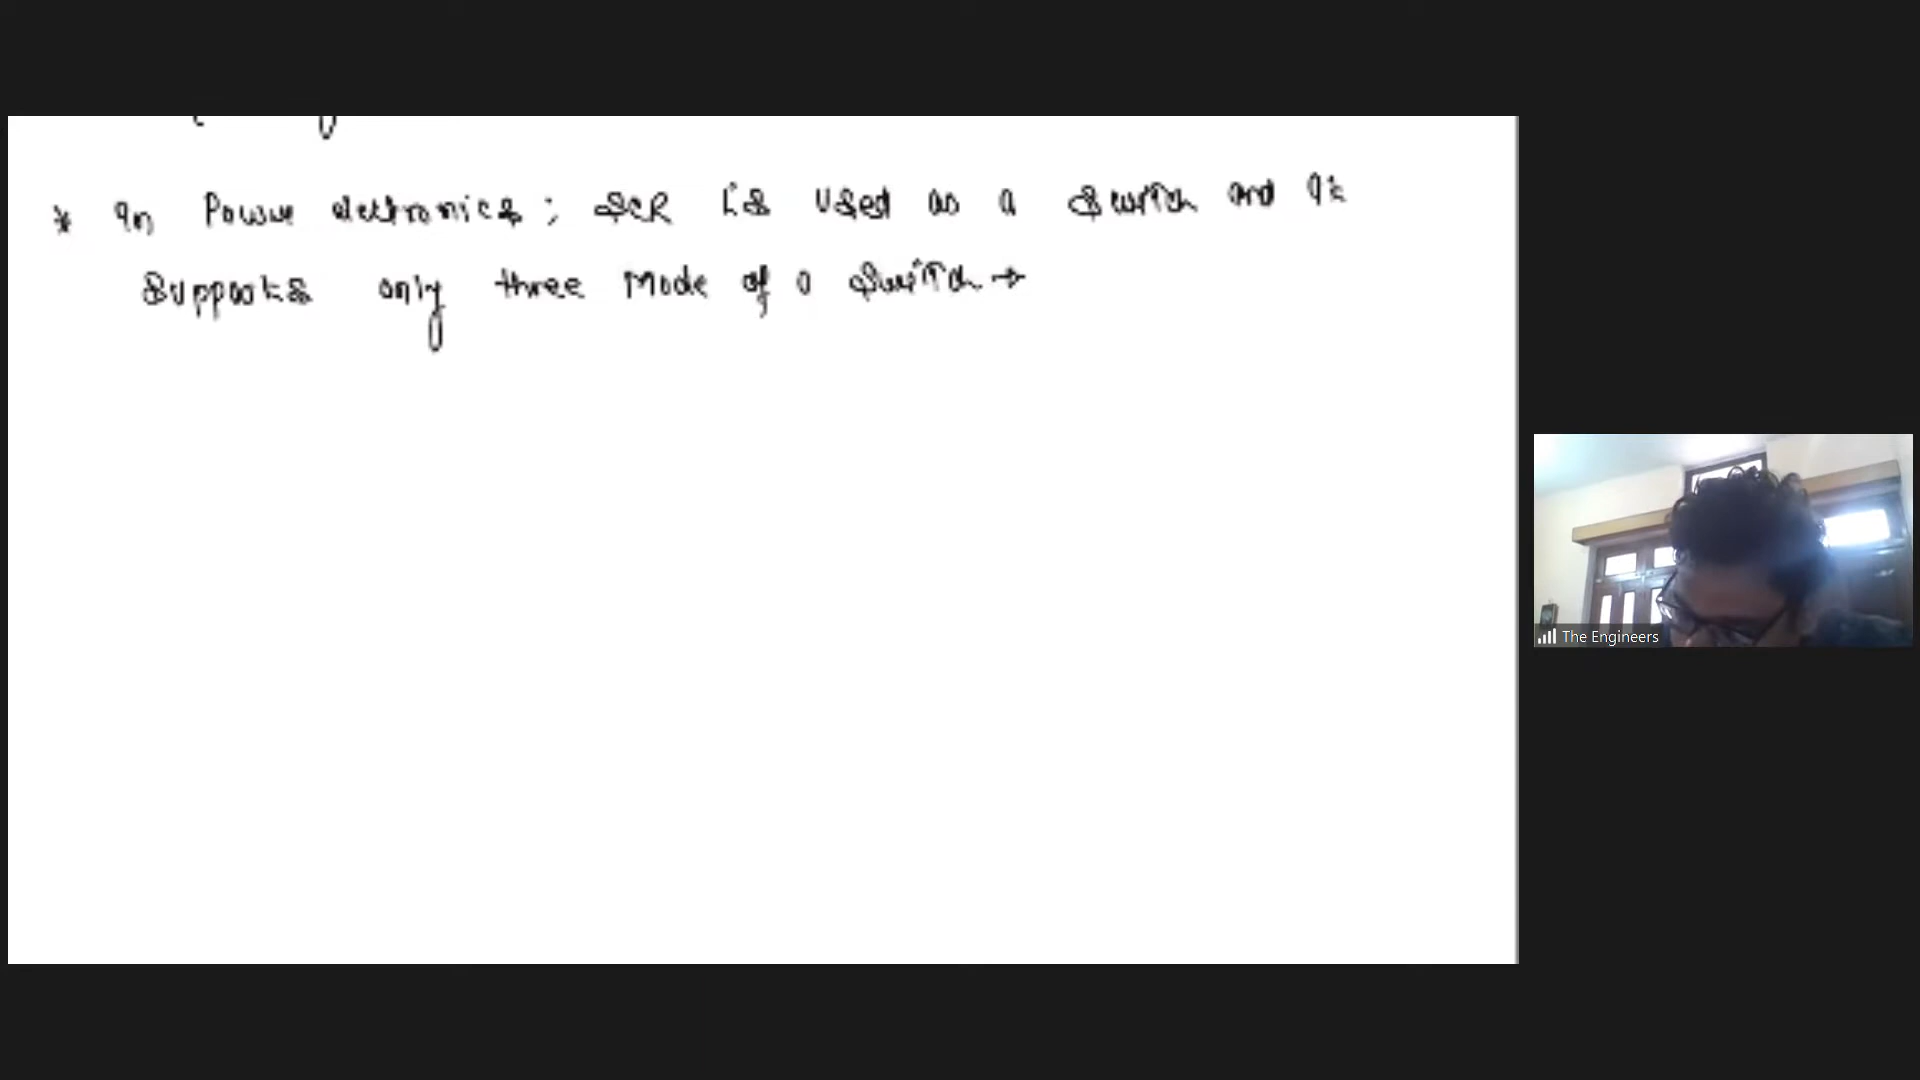 * In Power electronics; SCR is used as a switch and it
supports only three mode of a switch →
The Engineers